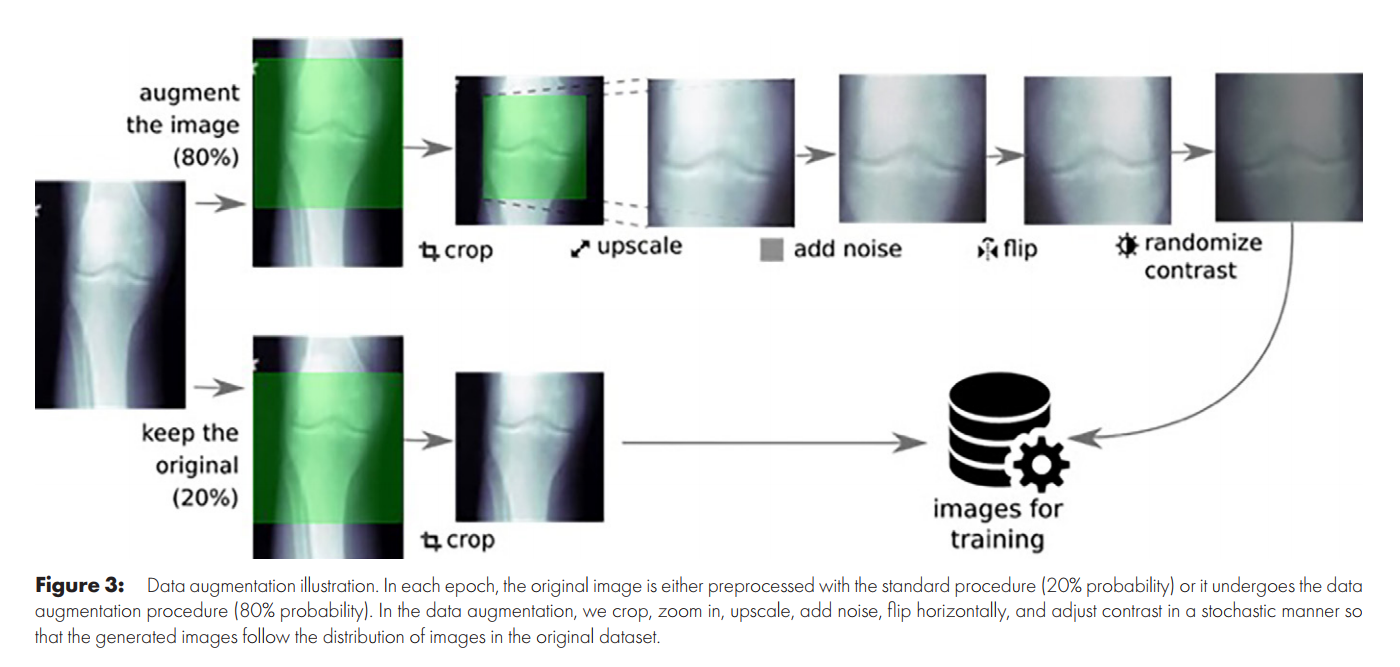 augment
the image
(80%)
crop
upscale
add noise
flip
randomize
contrast
keep the
original
(20%)
crop
images for
training
Figure 3: Data augmentation illustration. In each epoch, the original image is either preprocessed with the standard procedure (20% probability) or it undergoes the data
augmentation procedure (80% probability). In the data augmentation, we crop, zoom in, upscale, add noise, flip horizontally, and adjust contrast in a stochastic manner so
that the generated images follow the distribution of images in the original dataset.